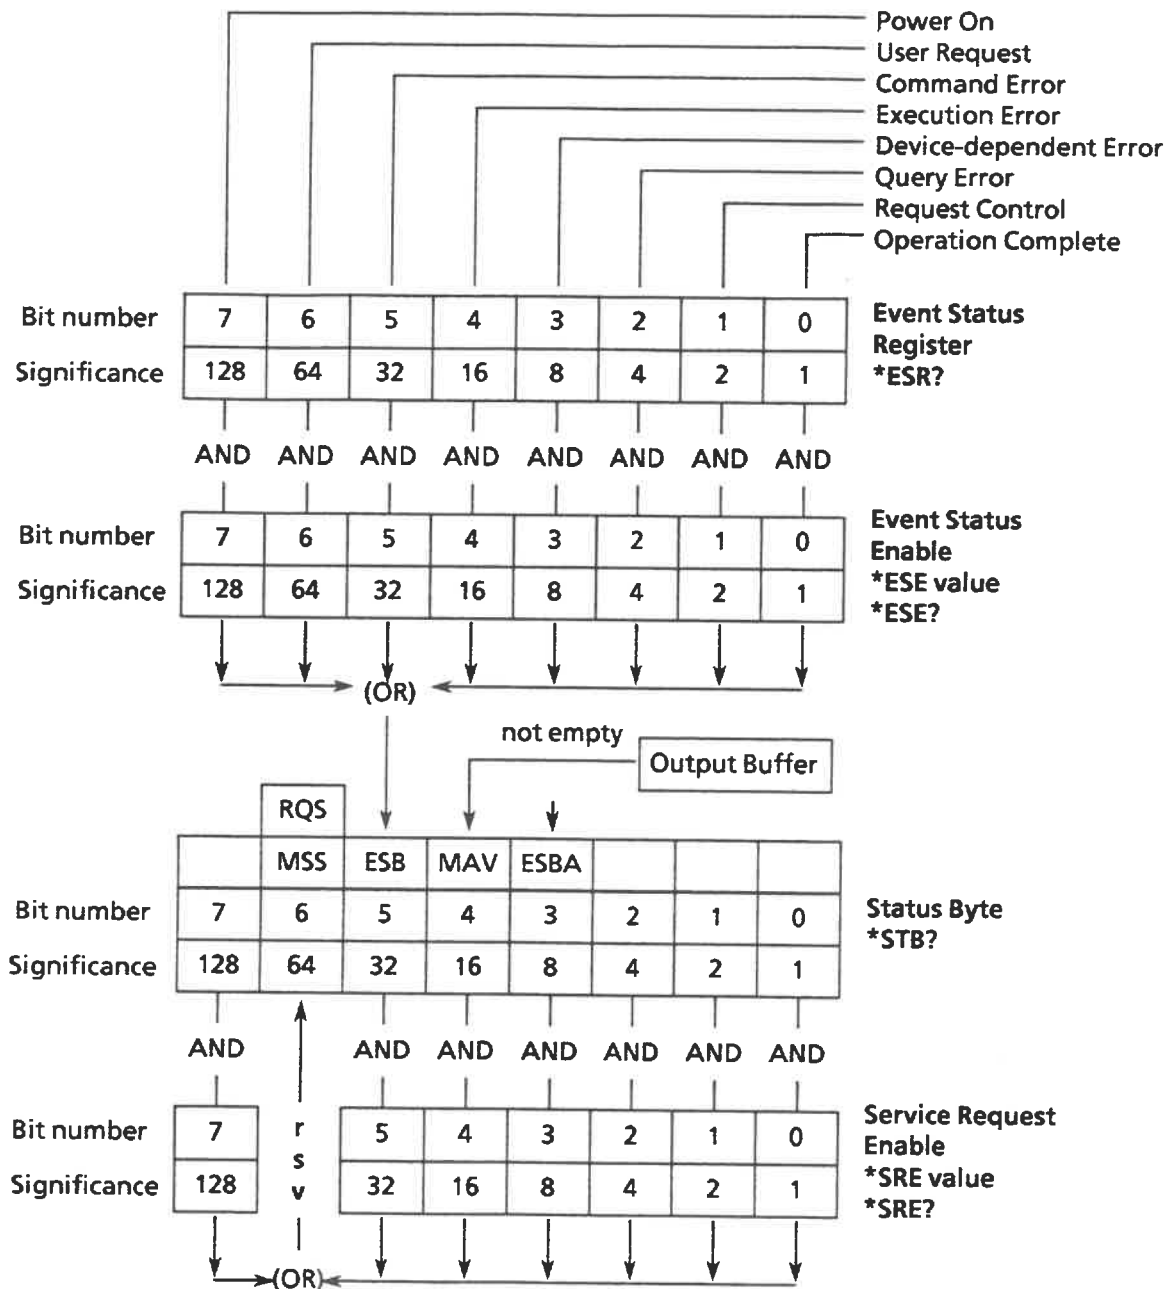 Power On
User Request
Command Error
Execution Error
Device-dependent Error
Query Error
Request Control
Operation Complete
Bit number 7 6 5 4 3 2 1 0 Event Status
Register
Significance 128 64 32 16 8 4 2 1 *ESR?
AND AND AND AND AND AND AND AND
Bit number 7 6 5 4 3 2 1 0 Event Status
Enable
Significance 128 64 32 16 8 4 2 1 *ESE value
*ESE?
(OR)
not empty
Output Buffer
RQS
MSS ESB MAV ESBA
Bit number 7 6 5 4 3 2 1 0 Status Byte
*STB?
Significance 128 64 32 16 8 4 2 1
AND AND AND AND AND AND AND
Bit number 7 r 5 4 3 2 1 0 Service Request
Enable
s
Significance 128 v 32 16 8 4 2 1 *SRE value
*SRE?
(OR)